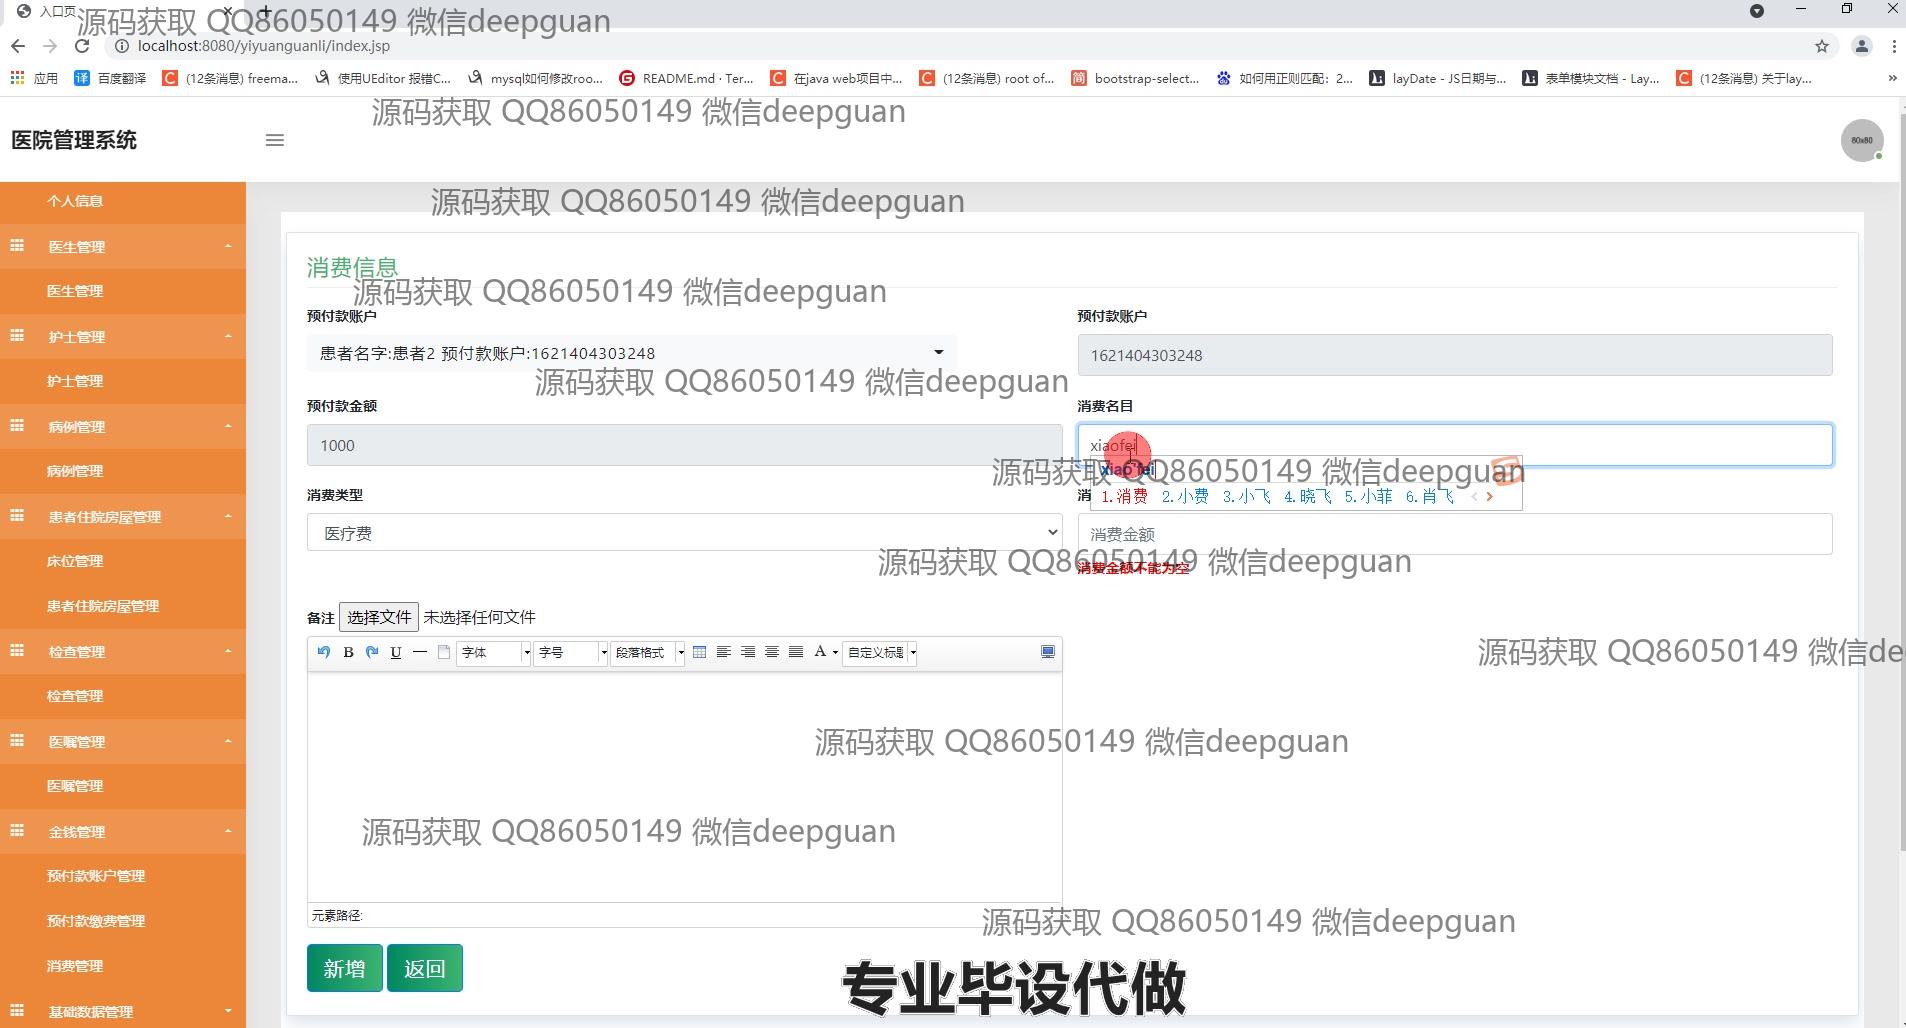 入口页
源码获取 QQ86050149 微信deepguan
localhost:8080/yiyuanguanli/index.jsp
应用 百度翻译 (12条消息) freema... 使用UEditor 报错C... mysql如何修改roo... README.md · Ter... 在java web项目中... (12条消息) root of... bootstrap-select... 如何用正则匹配：2... layDate - JS日期与... 表单模块文档 - Lay... (12条消息) 关于lay... »
源码获取 QQ86050149 微信deepguan
医院管理系统
80x80
个人信息
源码获取 QQ86050149 微信deepguan
医生管理
医生管理
护士管理
护士管理
病例管理
病例管理
患者住院房屋管理
床位管理
患者住院房屋管理
检查管理
检查管理
医嘱管理
医嘱管理
金钱管理
预付款账户管理
预付款缴费管理
消费管理
基础数据管理
消费信息
源码获取 QQ86050149 微信deepguan
预付款账户 预付款账户
患者名字:患者2 预付款账户:1621404303248 1621404303248
源码获取 QQ86050149 微信deepguan
预付款金额 消费名目
1000 xiaofei
xiao'fei
源码获取 QQ86050149 微信deepguan
消费类型 消
1.消费 2.小费 3.小飞 4.晓飞 5.小菲 6.肖飞
医疗费 消费金额
源码获取 QQ86050149 微信deepguan
消费金额不能为空
备注 选择文件 未选择任何文件
B U 字体 字号 段落格式 A 自定义标题
源码获取 QQ86050149 微信de
源码获取 QQ86050149 微信deepguan
源码获取 QQ86050149 微信deepguan
元素路径:
源码获取 QQ86050149 微信deepguan
新增 返回
专业毕设代做